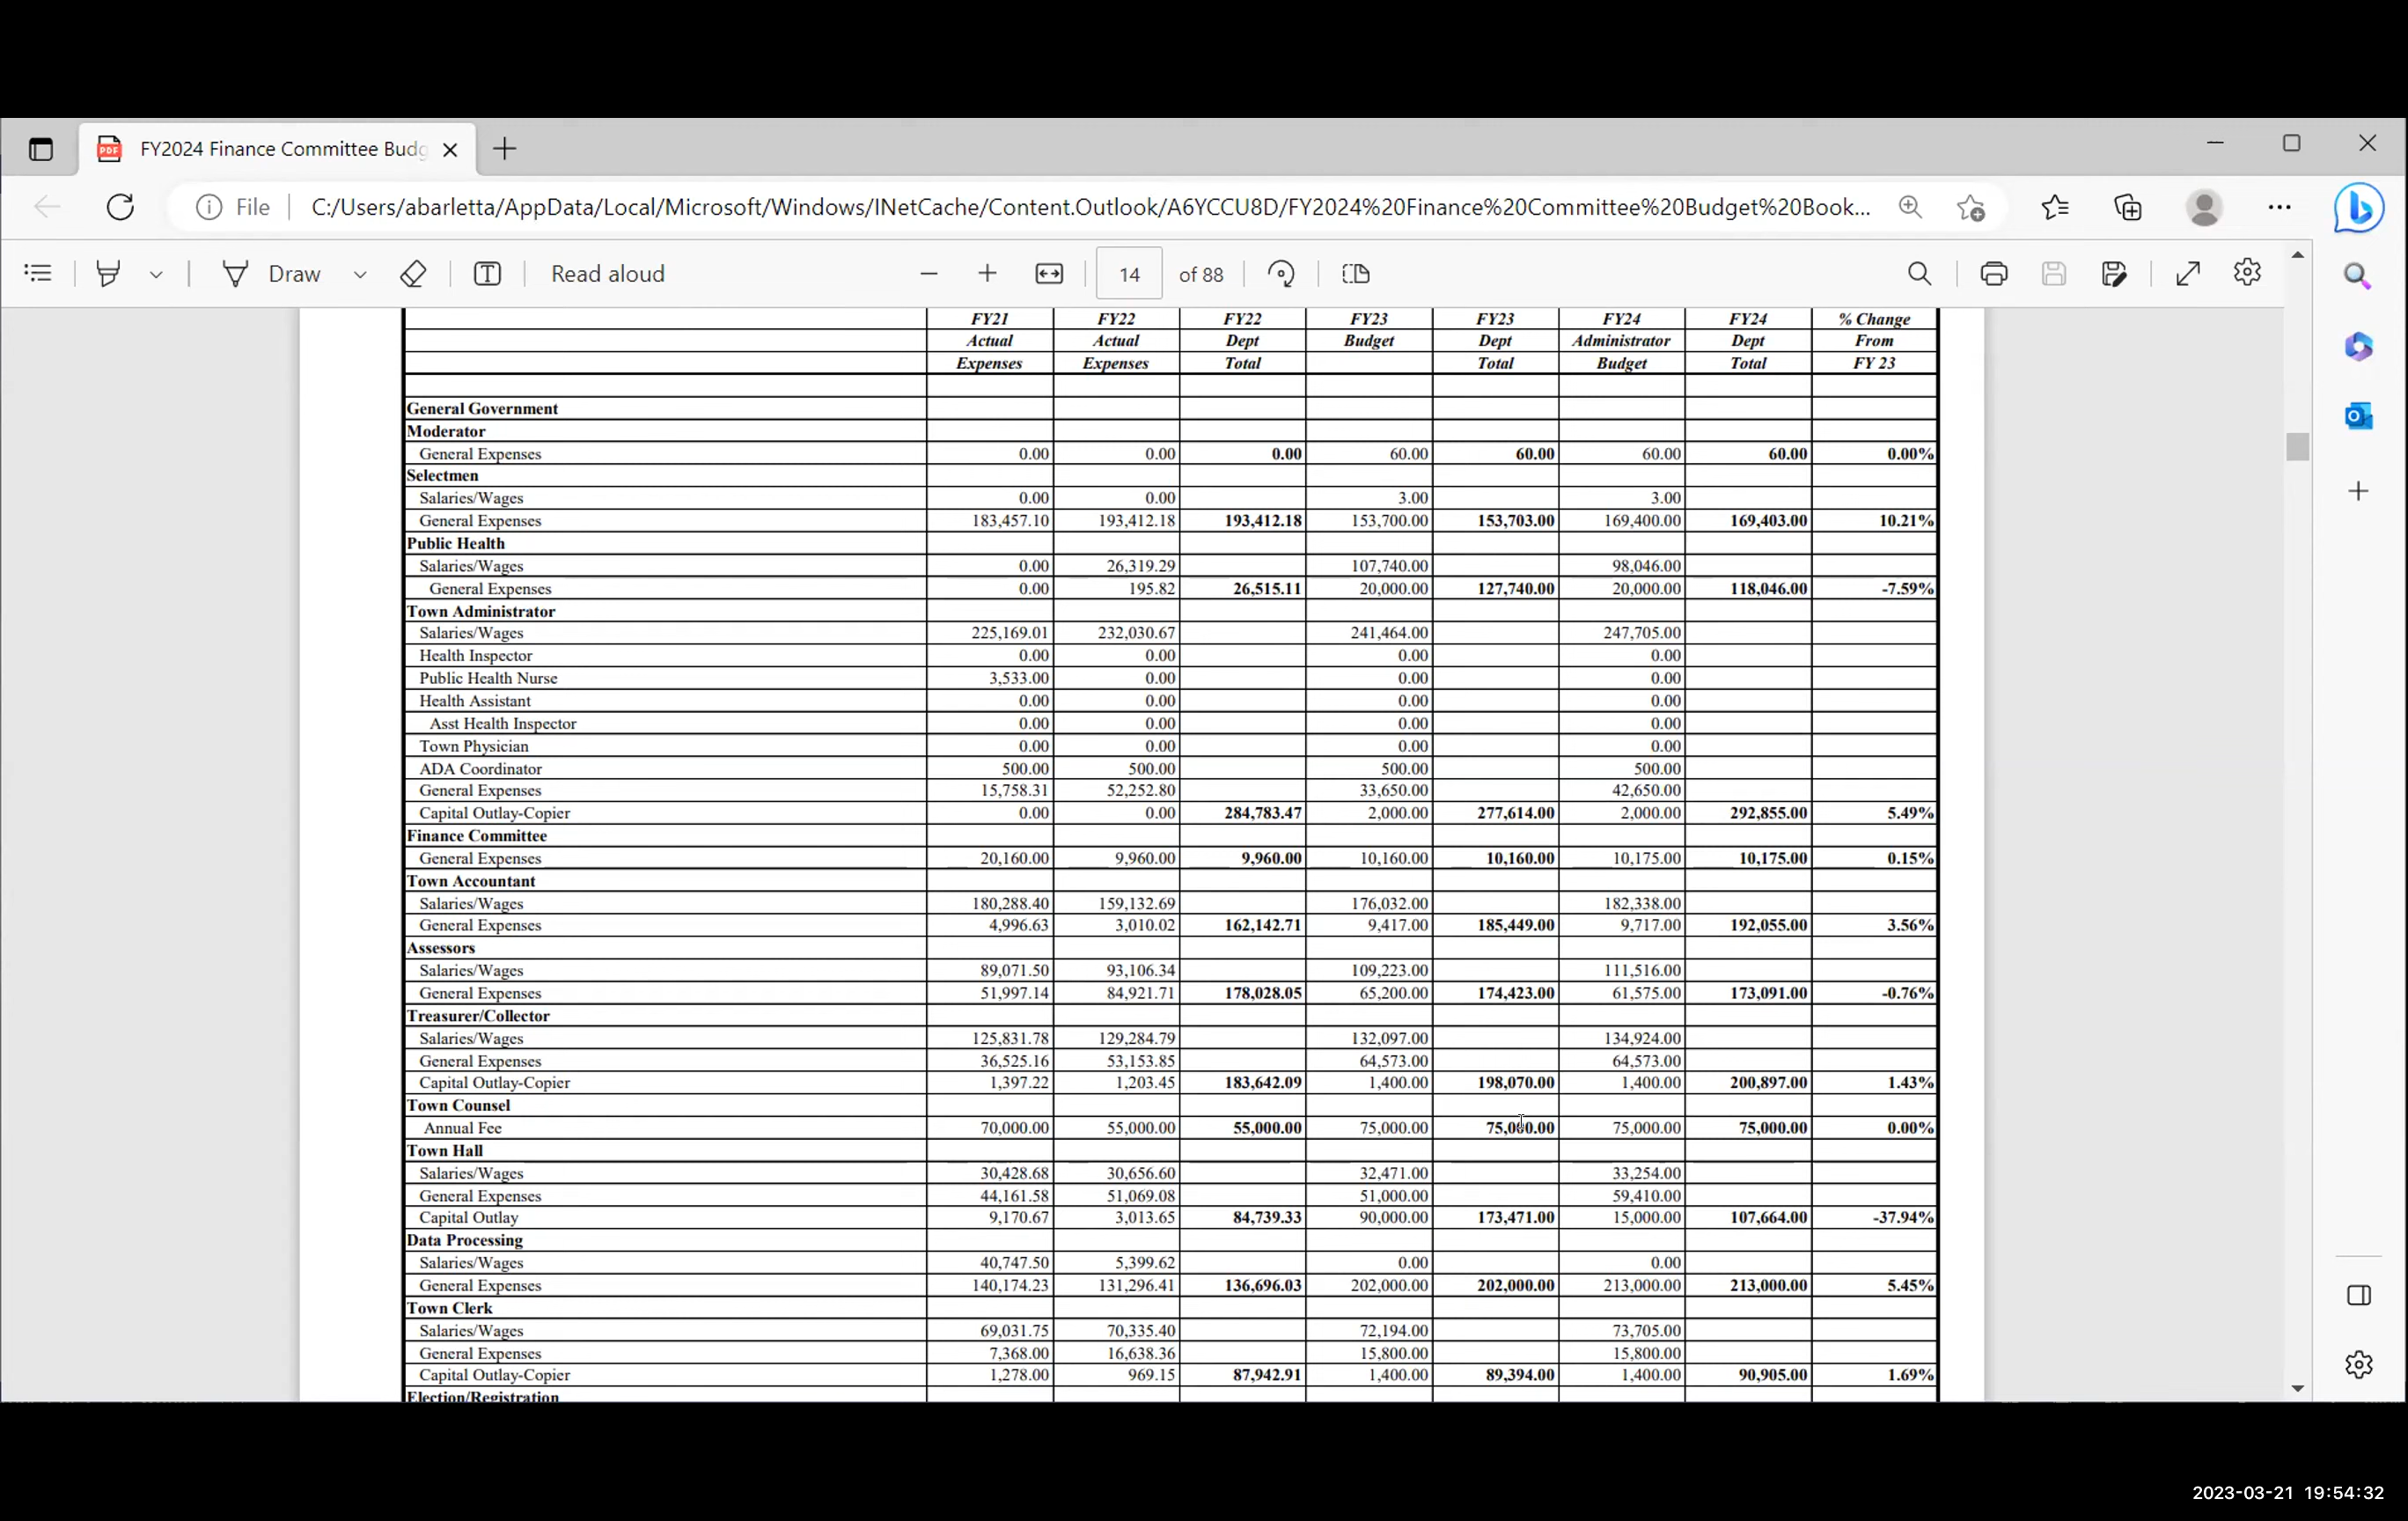 FY2024 Finance Committee Budg
File C:/Users/abarletta/AppData/Local/Microsoft/Windows/INetCache/Content.Outlook/A6YCCU8D/FY2024%20Finance%20Committee%20Budget%20Book...
Draw Read aloud 14 of 88
FY21 FY22 FY22 FY23 FY23 FY24 FY24 % Change
Actual Actual Dept Budget Dept Administrator Dept From
Expenses Expenses Total Total Budget Total FY 23
General Government
Moderator
General Expenses 0.00 0.00 0.00 60.00 60.00 60.00 60.00 0.00%
Selectmen
Salaries/Wages 0.00 0.00 3.00 3.00
General Expenses 183,457.10 193,412.18 193,412.18 153,700.00 153,703.00 169,400.00 169,403.00 10.21%
Public Health
Salaries/Wages 0.00 26,319.29 107,740.00 98,046.00
General Expenses 0.00 195.82 26,515.11 20,000.00 127,740.00 20,000.00 118,046.00 -7.59%
Town Administrator
Salaries/Wages 225,169.01 232,030.67 241,464.00 247,705.00
Health Inspector 0.00 0.00 0.00 0.00
Public Health Nurse 3,533.00 0.00 0.00 0.00
Health Assistant 0.00 0.00 0.00 0.00
Asst Health Inspector 0.00 0.00 0.00 0.00
Town Physician 0.00 0.00 0.00 0.00
ADA Coordinator 500.00 500.00 500.00 500.00
General Expenses 15,758.31 52,252.80 33,650.00 42,650.00
Capital Outlay-Copier 0.00 0.00 284,783.47 2,000.00 277,614.00 2,000.00 292,855.00 5.49%
Finance Committee
General Expenses 20,160.00 9,960.00 9,960.00 10,160.00 10,160.00 10,175.00 10,175.00 0.15%
Town Accountant
Salaries/Wages 180,288.40 159,132.69 176,032.00 182,338.00
General Expenses 4,996.63 3,010.02 162,142.71 9,417.00 185,449.00 9,717.00 192,055.00 3.56%
Assessors
Salaries/Wages 89,071.50 93,106.34 109,223.00 111,516.00
General Expenses 51,997.14 84,921.71 178,028.05 65,200.00 174,423.00 61,575.00 173,091.00 -0.76%
Treasurer/Collector
Salaries/Wages 125,831.78 129,284.79 132,097.00 134,924.00
General Expenses 36,525.16 53,153.85 64,573.00 64,573.00
Capital Outlay-Copier 1,397.22 1,203.45 183,642.09 1,400.00 198,070.00 1,400.00 200,897.00 1.43%
Town Counsel
Annual Fee 70,000.00 55,000.00 55,000.00 75,000.00 75,000.00 75,000.00 75,000.00 0.00%
Town Hall
Salaries/Wages 30,428.68 30,656.60 32,471.00 33,254.00
General Expenses 44,161.58 51,069.08 51,000.00 59,410.00
Capital Outlay 9,170.67 3,013.65 84,739.33 90,000.00 173,471.00 15,000.00 107,664.00 -37.94%
Data Processing
Salaries/Wages 40,747.50 5,399.62 0.00 0.00
General Expenses 140,174.23 131,296.41 136,696.03 202,000.00 202,000.00 213,000.00 213,000.00 5.45%
Town Clerk
Salaries/Wages 69,031.75 70,335.40 72,194.00 73,705.00
General Expenses 7,368.00 16,638.36 15,800.00 15,800.00
Capital Outlay-Copier 1,278.00 969.15 87,942.91 1,400.00 89,394.00 1,400.00 90,905.00 1.69%
Election/Registration
2023-03-21 19:54:32